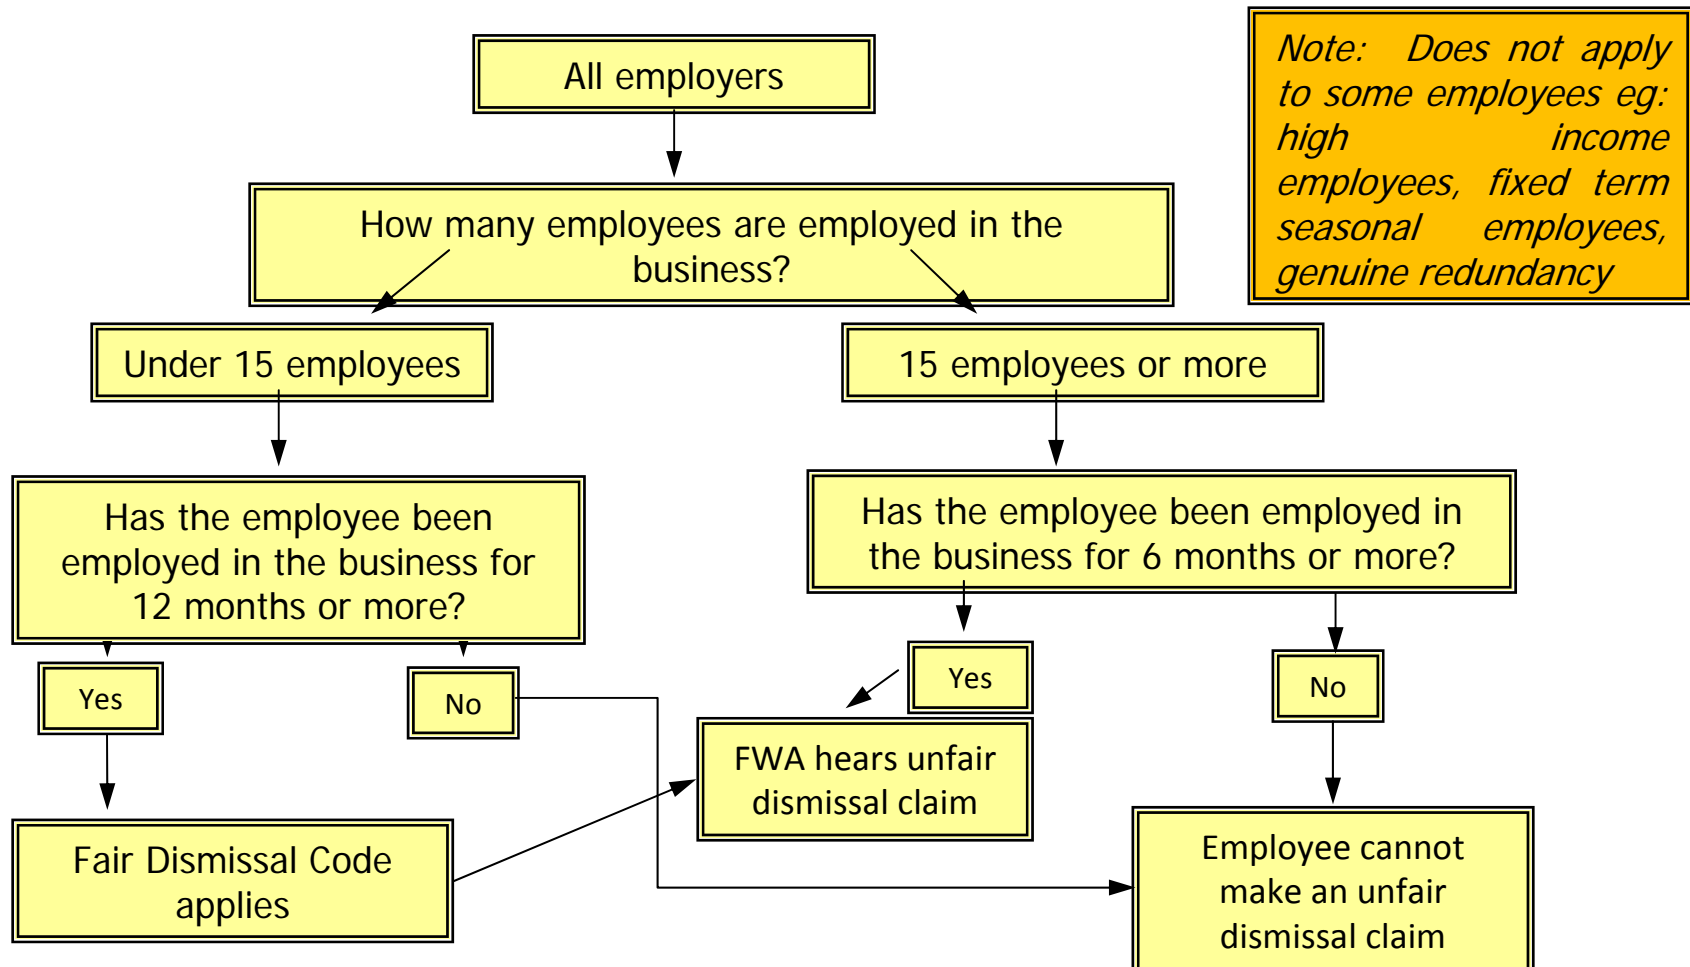 All employers
Note: Does not apply
to some employees eg:
high income
employees, fixed term
seasonal employees,
genuine redundancy
How many employees are employed in the
business?
Under 15 employees
15 employees or more
Has the employee been
employed in the business for
12 months or more?
Has the employee been employed in
the business for 6 months or more?
Yes
No
Yes
No
FWA hears unfair
dismissal claim
Fair Dismissal Code
applies
Employee cannot
make an unfair
dismissal claim